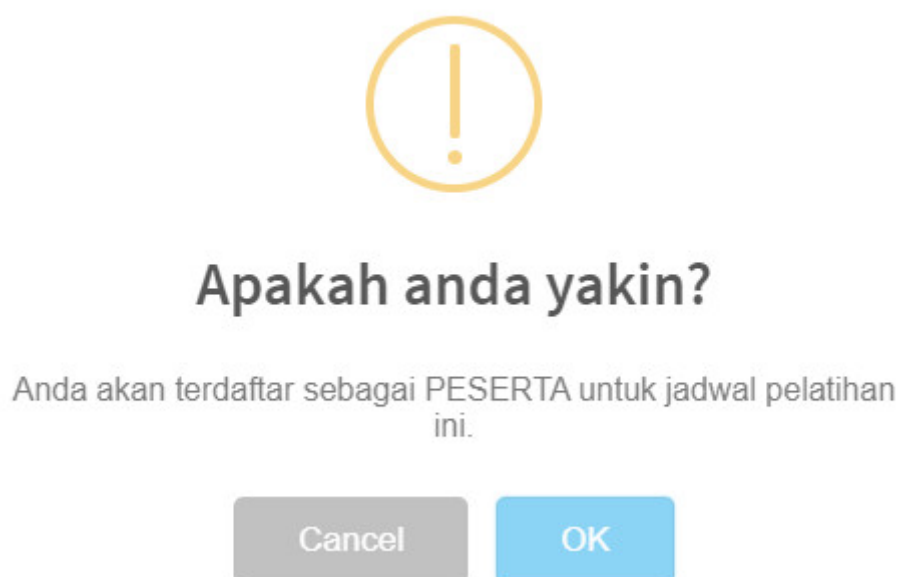 Apakah anda yakin?
Anda akan terdaftar sebagai PESERTA untuk jadwal pelatihan
ini.
Cancel OK